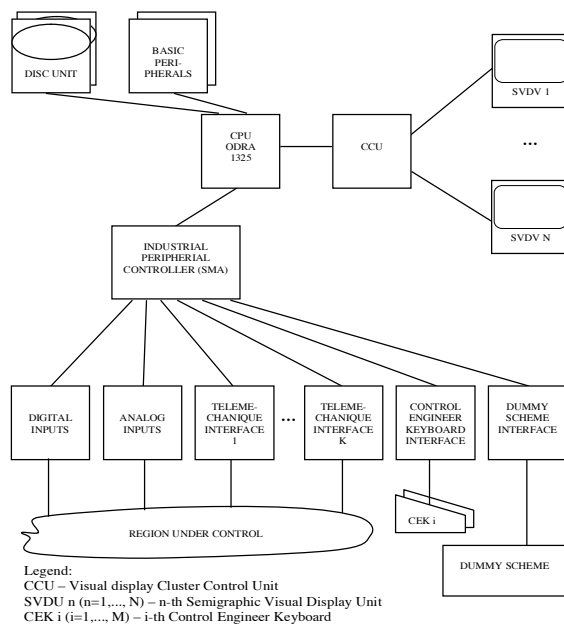 DISC UNIT
BASIC
PERI-
PHERALS
CPU
ODRA
1325
CCU
SVDV 1
...
SVDV N
INDUSTRIAL
PERIPHERIAL
CONTROLLER (SMA)
DIGITAL
INPUTS
ANALOG
INPUTS
TELEME-
CHANIQUE
INTERFACE
1
...
TELEME-
CHANIQUE
INTERFACE
K
CONTROL
ENGINEER
KEYBOARD
INTERFACE
DUMMY
SCHEME
INTERFACE
REGION UNDER CONTROL
CEK i
DUMMY SCHEME
Legend:
CCU – Visual display Cluster Control Unit
SVDU n (n=1,..., N) – n-th Semigraphic Visual Display Unit
CEK i (i=1,..., M) – i-th Control Engineer Keyboard